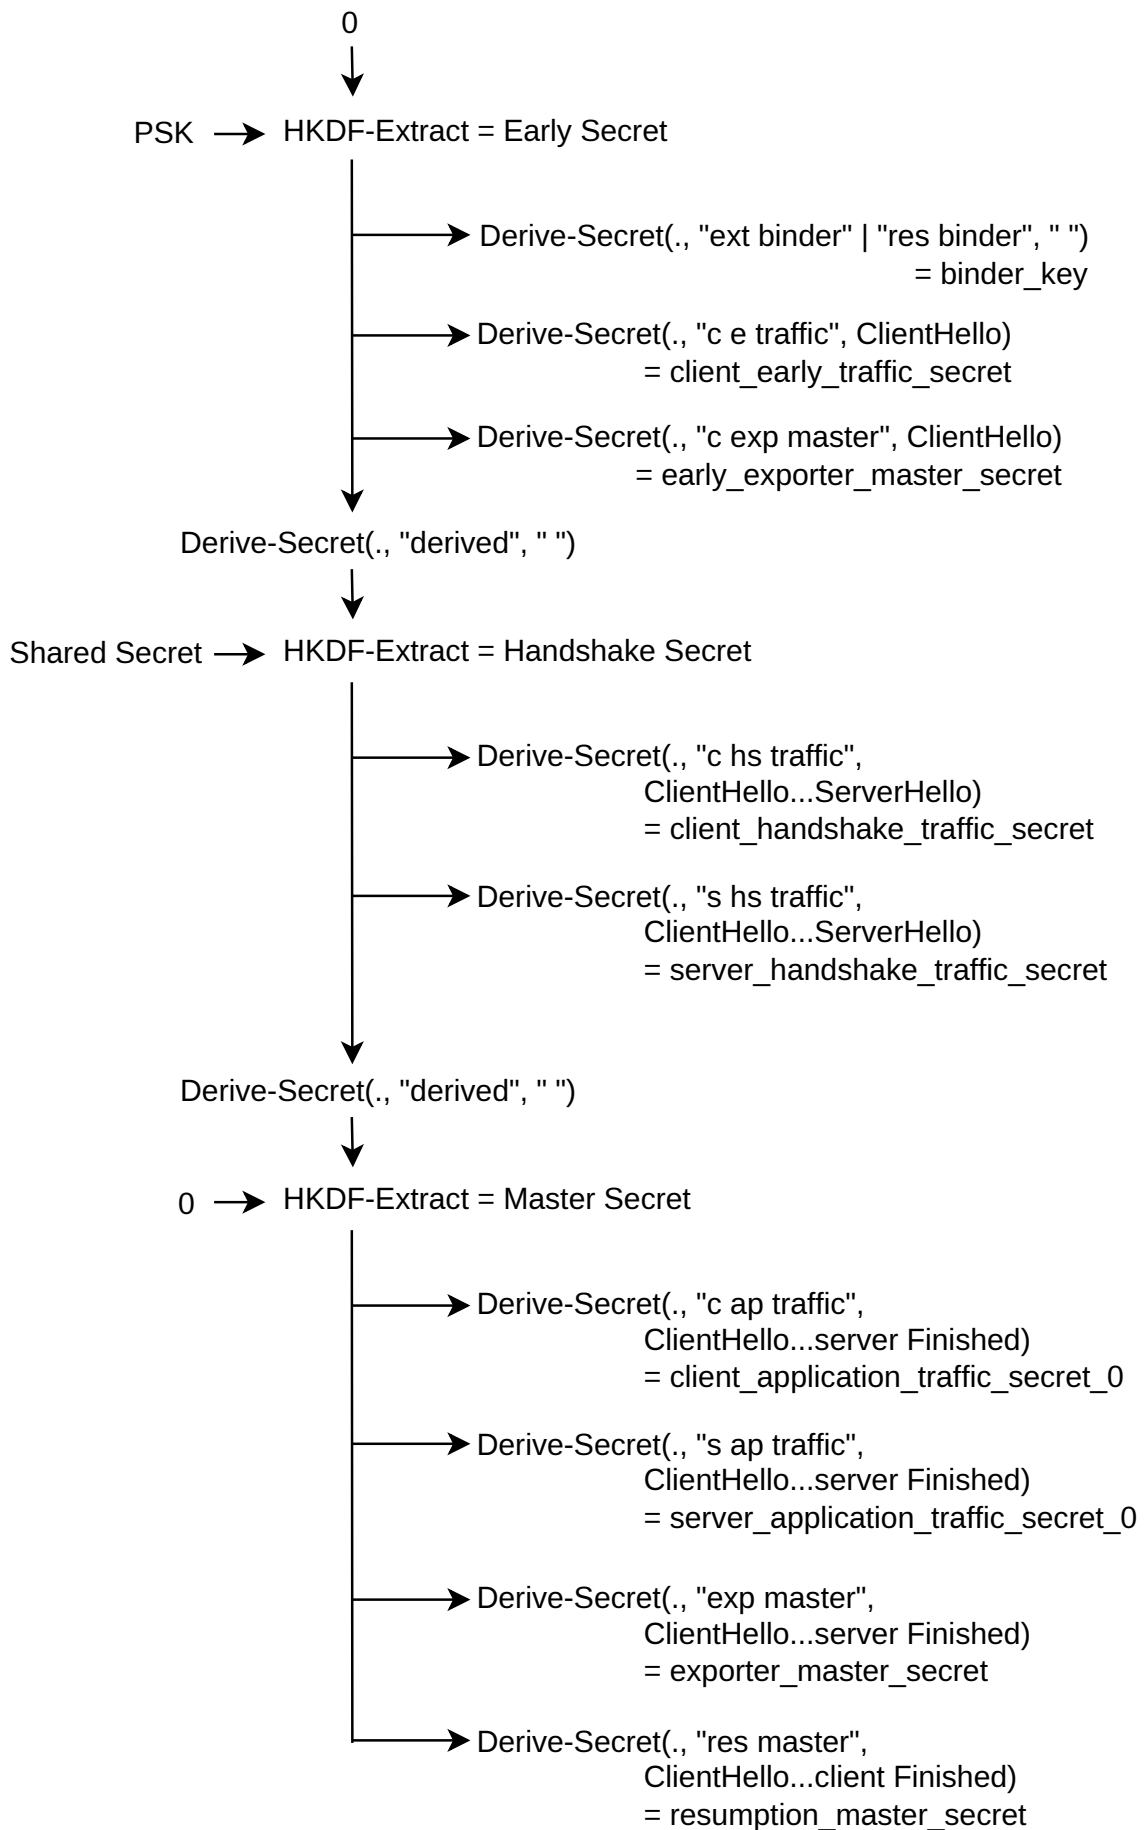 0
PSK
HKDF-Extract = Early Secret
Derive-Secret(., "ext binder" | "res binder", " ")
= binder_key
Derive-Secret(., "c e traffic", ClientHello)
= client_early_traffic_secret
Derive-Secret(., "c exp master", ClientHello)
= early_exporter_master_secret
Derive-Secret(., "derived", " ")
Shared Secret
HKDF-Extract = Handshake Secret
Derive-Secret(., "c hs traffic",
ClientHello...ServerHello)
= client_handshake_traffic_secret
Derive-Secret(., "s hs traffic",
ClientHello...ServerHello)
= server_handshake_traffic_secret
Derive-Secret(., "derived", " ")
0
HKDF-Extract = Master Secret
Derive-Secret(., "c ap traffic",
ClientHello...server Finished)
= client_application_traffic_secret_0
Derive-Secret(., "s ap traffic",
ClientHello...server Finished)
= server_application_traffic_secret_0
Derive-Secret(., "exp master",
ClientHello...server Finished)
= exporter_master_secret
Derive-Secret(., "res master",
ClientHello...client Finished)
= resumption_master_secret